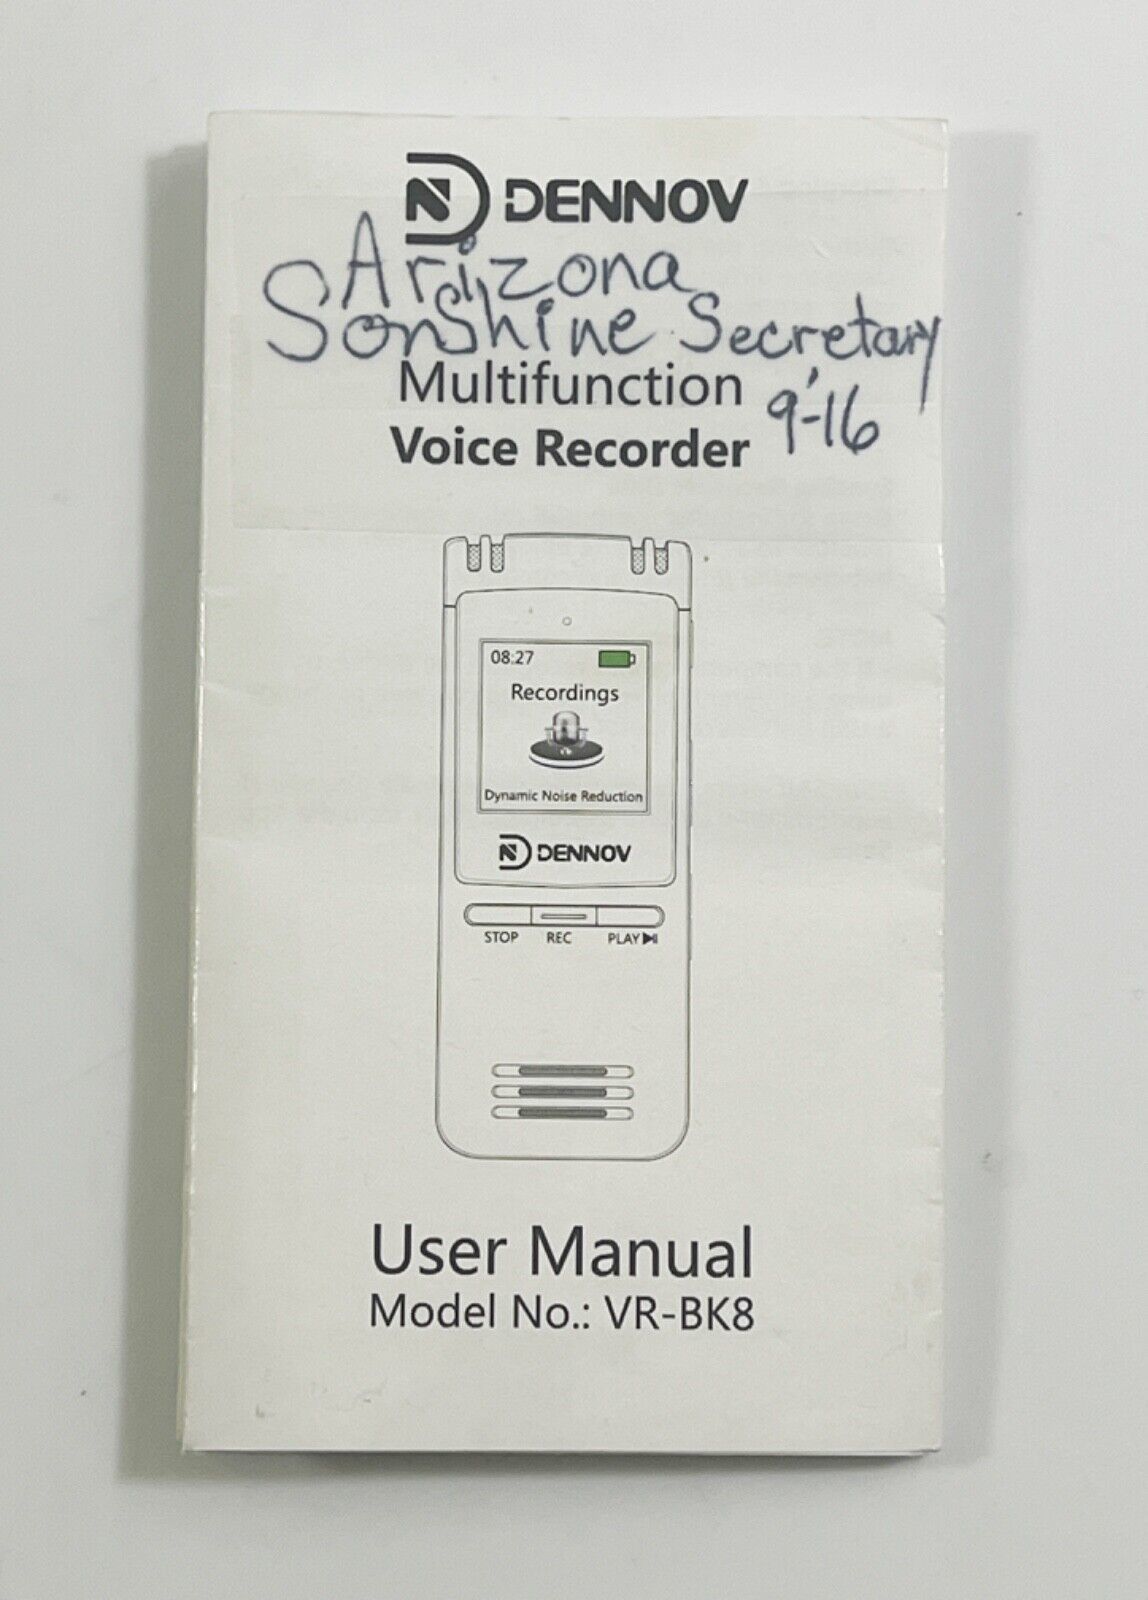 DENNOV
Arizona
SonShine Secretary
Multifunction
9'-16
Voice Recorder
08:27
Recordings
Dynamic Noise Reduction
DENNOV
STOP REC PLAY
User Manual
Model No.: VR-BK8